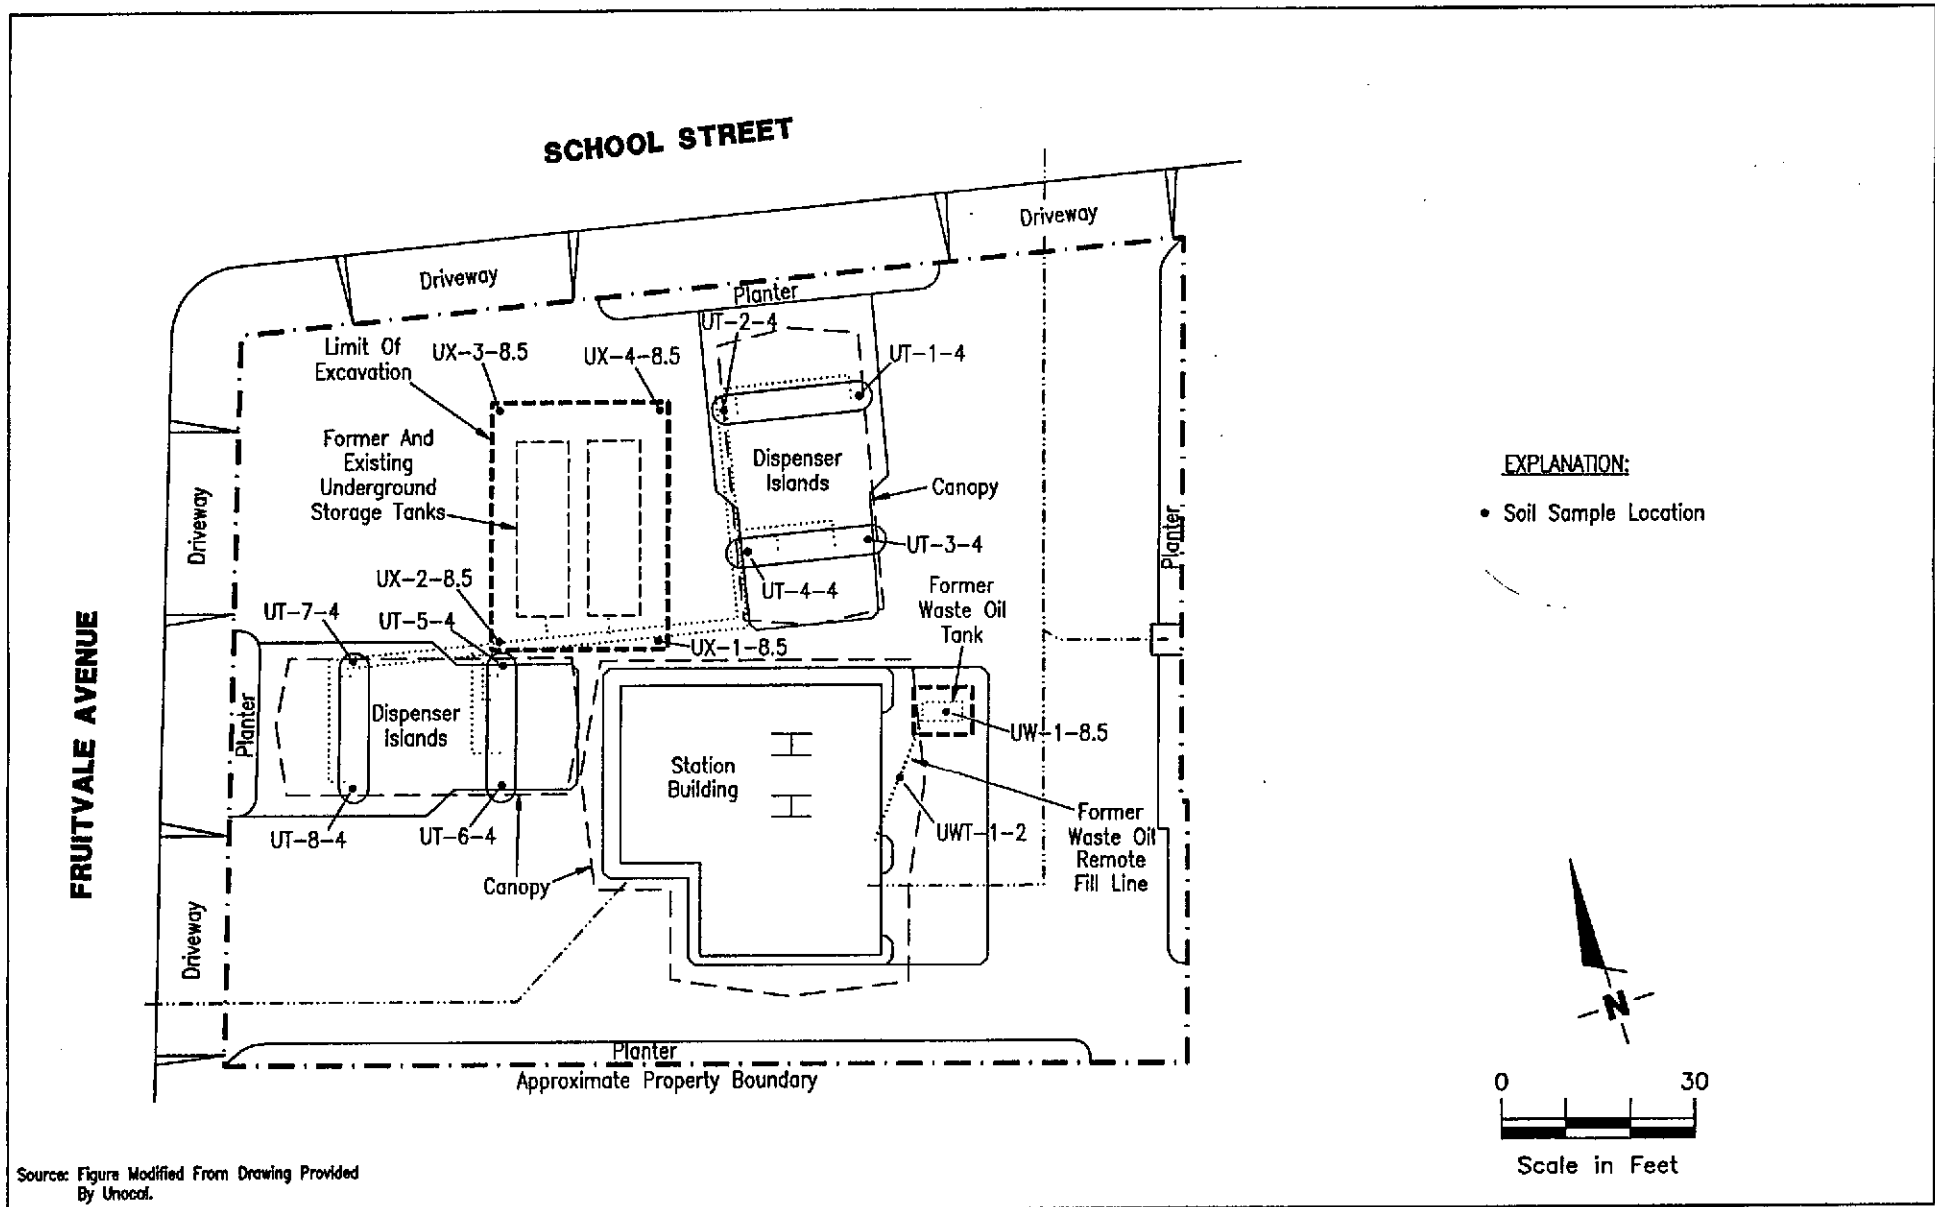 SCHOOL STREET
Driveway
Driveway
Planter
UT-2-4
Limit Of
Excavation
UX-3-8.5
UX-4-8.5
UT-1-4
Former And
Existing
Underground
Storage Tanks
Dispenser
Islands
Canopy
EXPLANATION:
• Soil Sample Location
Driveway
Planter
UT-3-4
UT-4-4
UX-2-8.5
UT-7-4
UT-5-4
UX-1-8.5
Former
Waste Oil
Tank
FRUITVALE AVENUE
Planter
Dispenser
Islands
Station
Building
UW-1-8.5
UT-8-4
UT-6-4
UWT-1-2
Former
Waste Oil
Remote
Fill Line
Canopy
Driveway
N
Planter
Approximate Property Boundary
0 30
Scale in Feet
Source: Figure Modified From Drawing Provided
By Unocal.